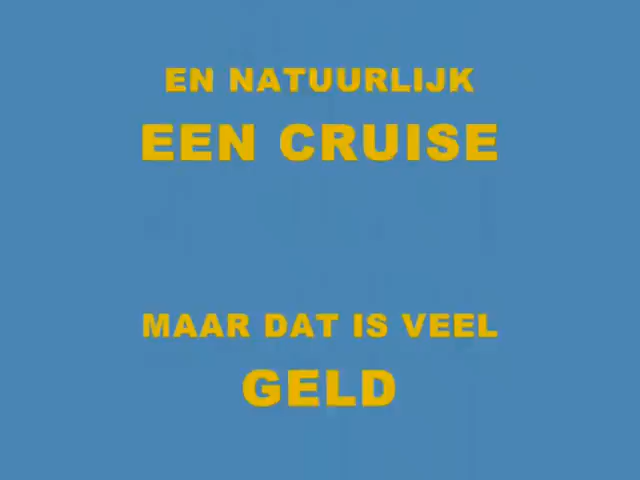 EN NATUURLIJK
EEN CRUISE
MAAR DAT IS VEEL
GELD